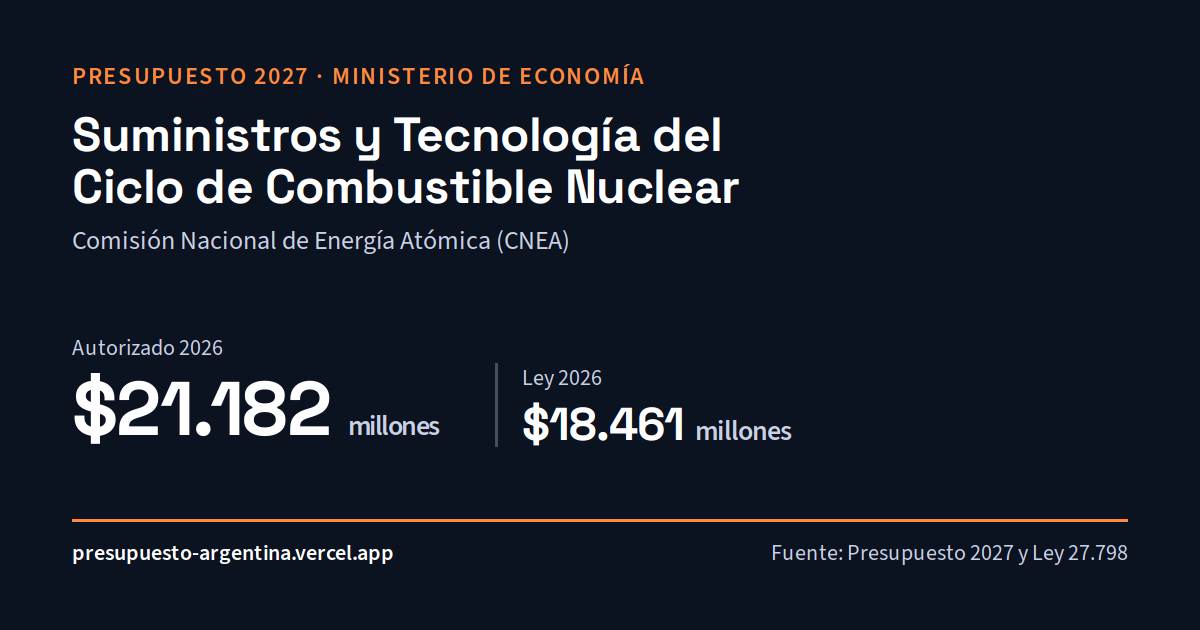 PRESUPUESTO 2027 · MINISTERIO DE ECONOMÍA
Suministros y Tecnología del
Ciclo de Combustible Nuclear
Comisión Nacional de Energía Atómica (CNEA)
Autorizado 2026
$21.182 millones
Ley 2026
$18.461 millones
presupuesto-argentina.vercel.app
Fuente: Presupuesto 2027 y Ley 27.798